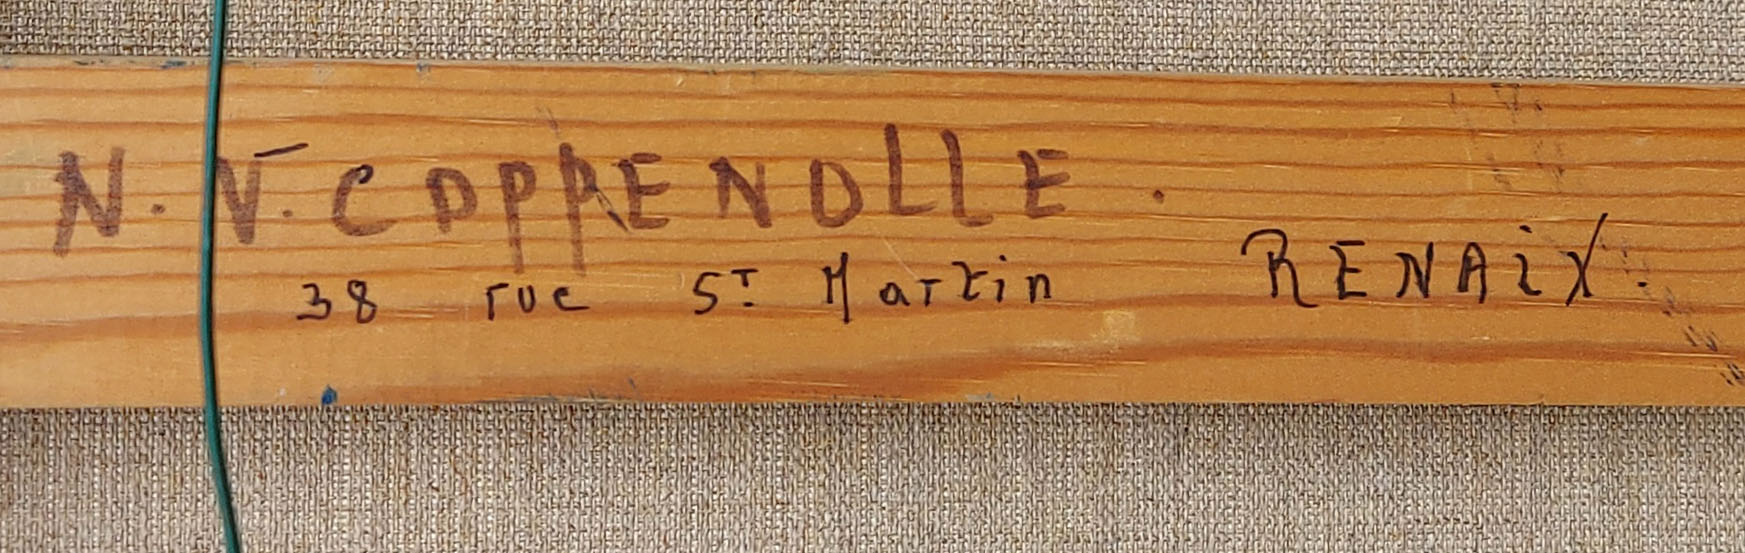 N. V. COPPENOLLE.
38 rue ST Martin RENAiX.